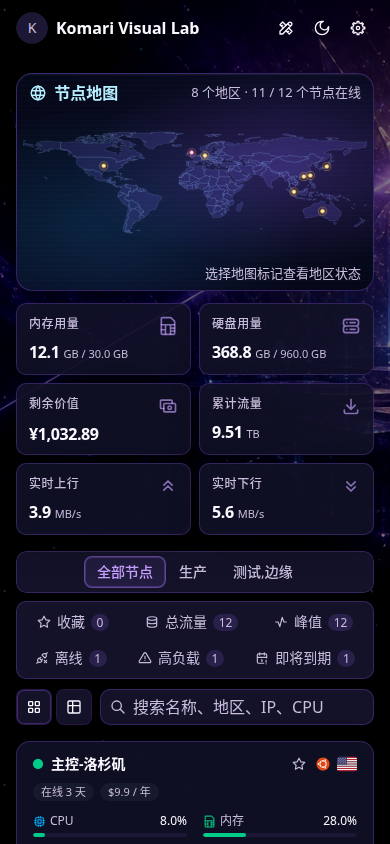 K Komari Visual Lab
节点地图 8 个地区 · 11 / 12 个节点在线
选择地图标记查看地区状态
内存用量
12.1 GB / 30.0 GB
硬盘用量
368.8 GB / 960.0 GB
剩余价值
¥1,032.89
累计流量
9.51 TB
实时上行
3.9 MB/s
实时下行
5.6 MB/s
全部节点 生产 测试,边缘
收藏 0 总流量 12 峰值 12
离线 1 高负载 1 即将到期 1
搜索名称、地区、IP、CPU
主控-洛杉矶
在线 3 天 $9.9 / 年
CPU 8.0% 内存 28.0%